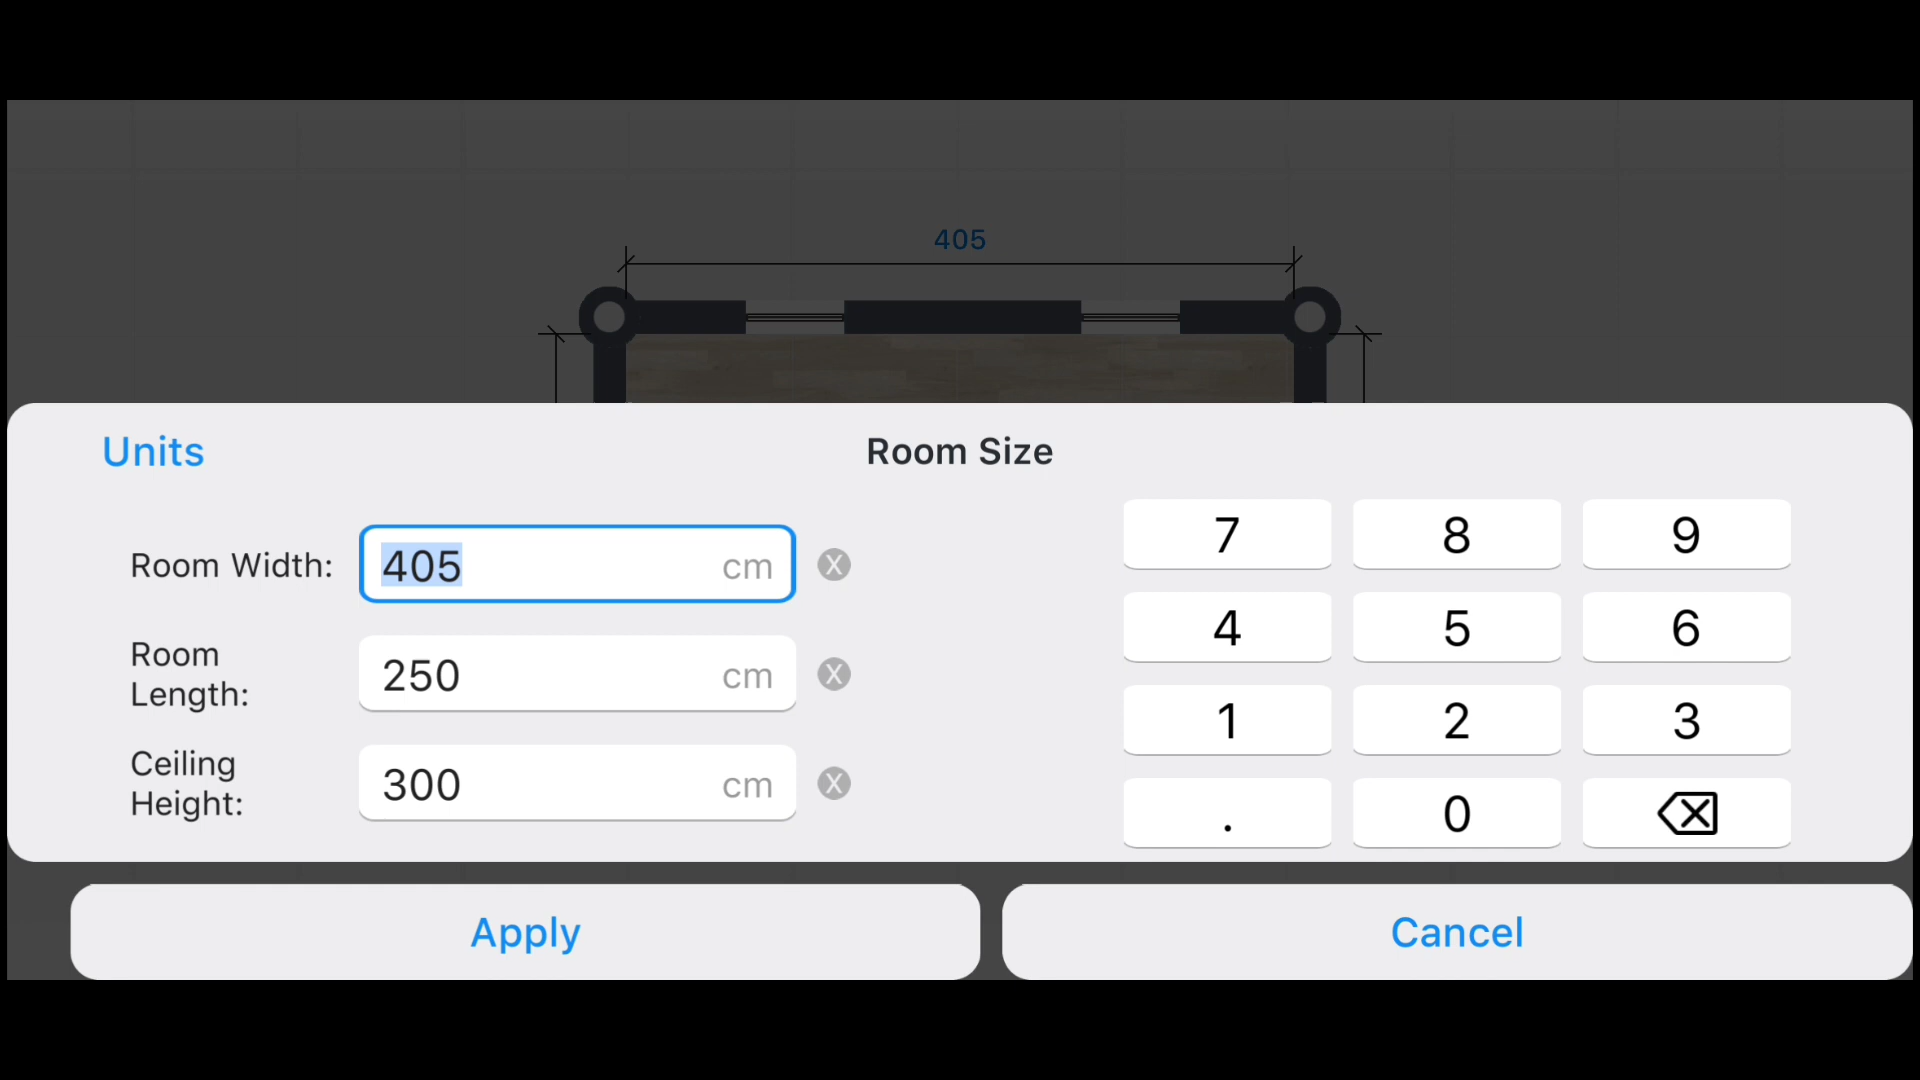 405
Units
Room Size
Room Width:
405 cm
X
Room
Length:
250 cm
X
Ceiling
Height:
300 cm
X
7 8 9
4 5 6
1 2 3
. 0
Apply
Cancel